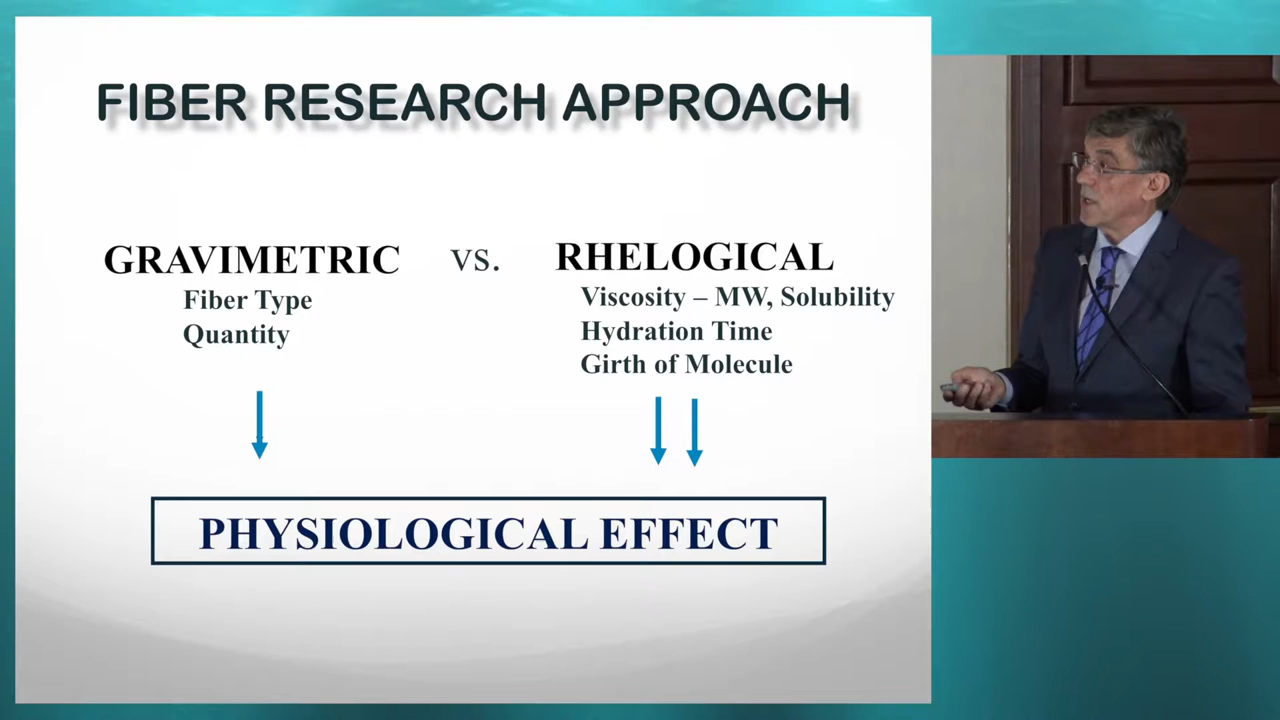 FIBER RESEARCH APPROACH
GRAVIMETRIC vs. RHELOGICAL
Fiber Type
Quantity
Viscosity – MW, Solubility
Hydration Time
Girth of Molecule
PHYSIOLOGICAL EFFECT